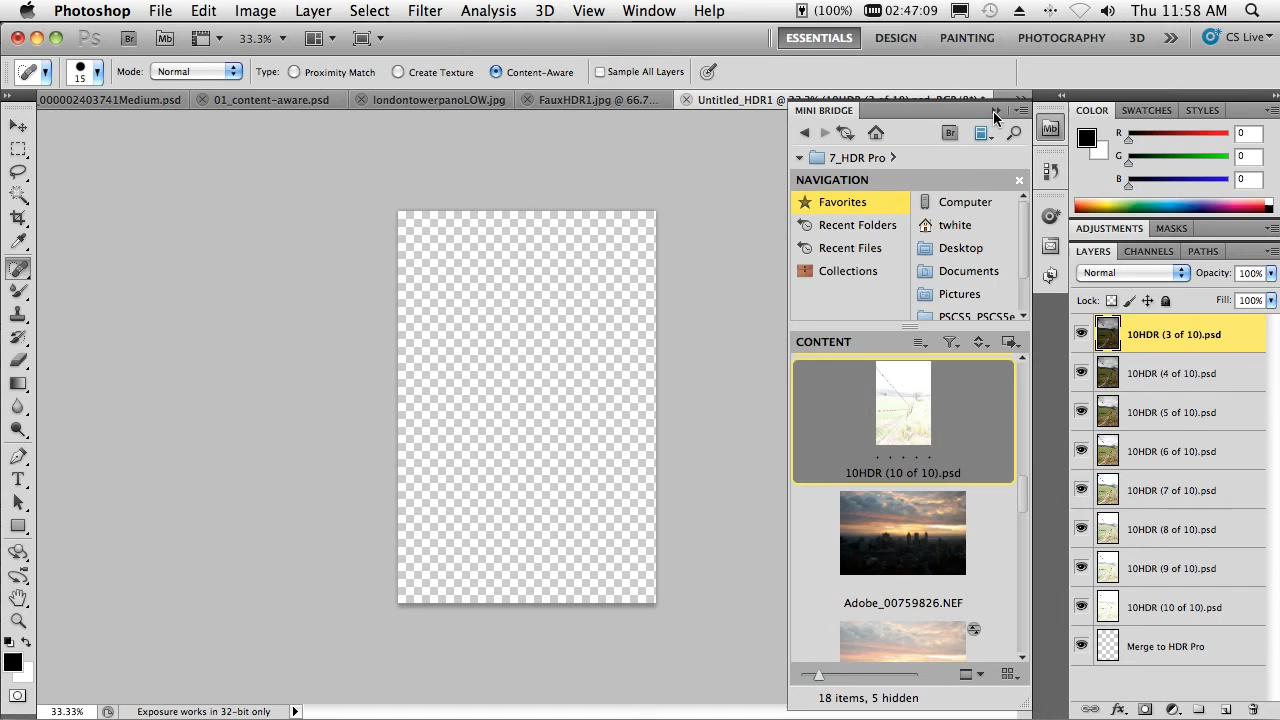 Photoshop File Edit Image Layer Select Filter Analysis 3D View Window Help (100%) 02:47:09 Thu 11:58 AM
Ps Br Mb 33.3% ESSENTIALS DESIGN PAINTING PHOTOGRAPHY 3D CS Live
15 Mode: Normal Type: Proximity Match Create Texture Content-Aware Sample All Layers
000002403741Medium.psd 01_content-aware.jpg londontowerpanoLOW.jpg FauxHDR1.jpg @ 66.7... Untitled_HDR1 @
MINI BRIDGE
Br
7_HDR Pro
NAVIGATION
Favorites
Recent Folders
Recent Files
Collections
Computer
twhite
Desktop
Documents
Pictures
PSCS5_PSCS5e
CONTENT
10HDR (10 of 10).psd
Adobe_00759826.NEF
18 items, 5 hidden
Mb
COLOR SWATCHES STYLES
R 0
G 0
B 0
ADJUSTMENTS MASKS
LAYERS CHANNELS PATHS
Normal Opacity: 100%
Lock: Fill: 100%
10HDR (3 of 10).psd
10HDR (4 of 10).psd
10HDR (5 of 10).psd
10HDR (6 of 10).psd
10HDR (7 of 10).psd
10HDR (8 of 10).psd
10HDR (9 of 10).psd
10HDR (10 of 10).psd
Merge to HDR Pro
33.33% Exposure works in 32-bit only